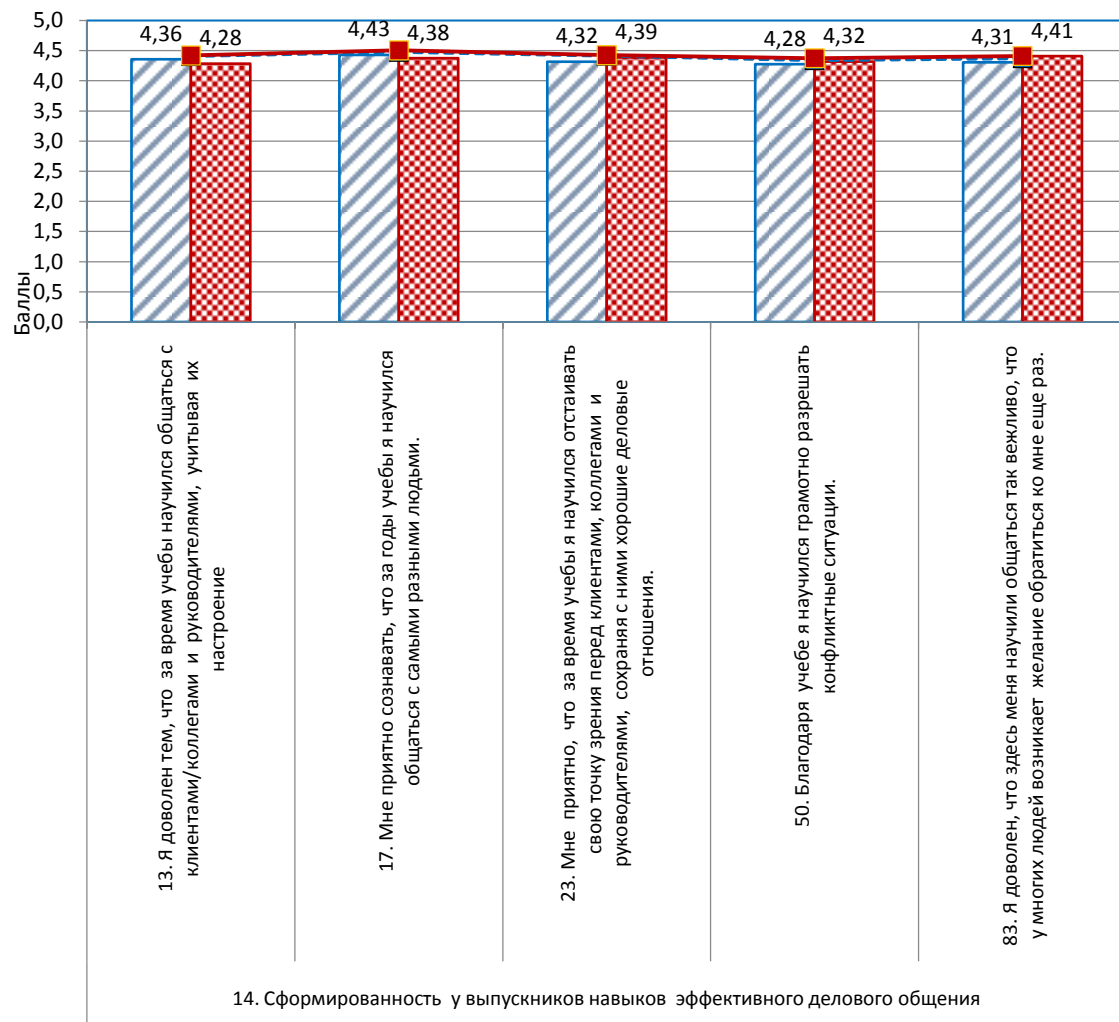 5,0
4,5
4,0
3,5
3,0
2,5
2,0
1,5
1,0
0,5
0,0
Баллы
4,36
4,28
4,43
4,38
4,32
4,39
4,28
4,32
4,31
4,41
13. Я доволен тем, что за время учебы научился общаться с
клиентами/коллегами и руководителями, учитывая их
настроение
17. Мне приятно сознавать, что за годы учебы я научился
общаться с самыми разными людьми.
23. Мне приятно, что за время учебы я научился отстаивать
свою точку зрения перед клиентами, коллегами и
руководителями, сохраняя с ними хорошие деловые
отношения.
50. Благодаря учебе я научился грамотно разрешать
конфликтные ситуации.
83. Я доволен, что здесь меня научили общаться так вежливо, что
у многих людей возникает желание обратиться ко мне еще раз.
14. Сформированность у выпускников навыков эффективного делового общения